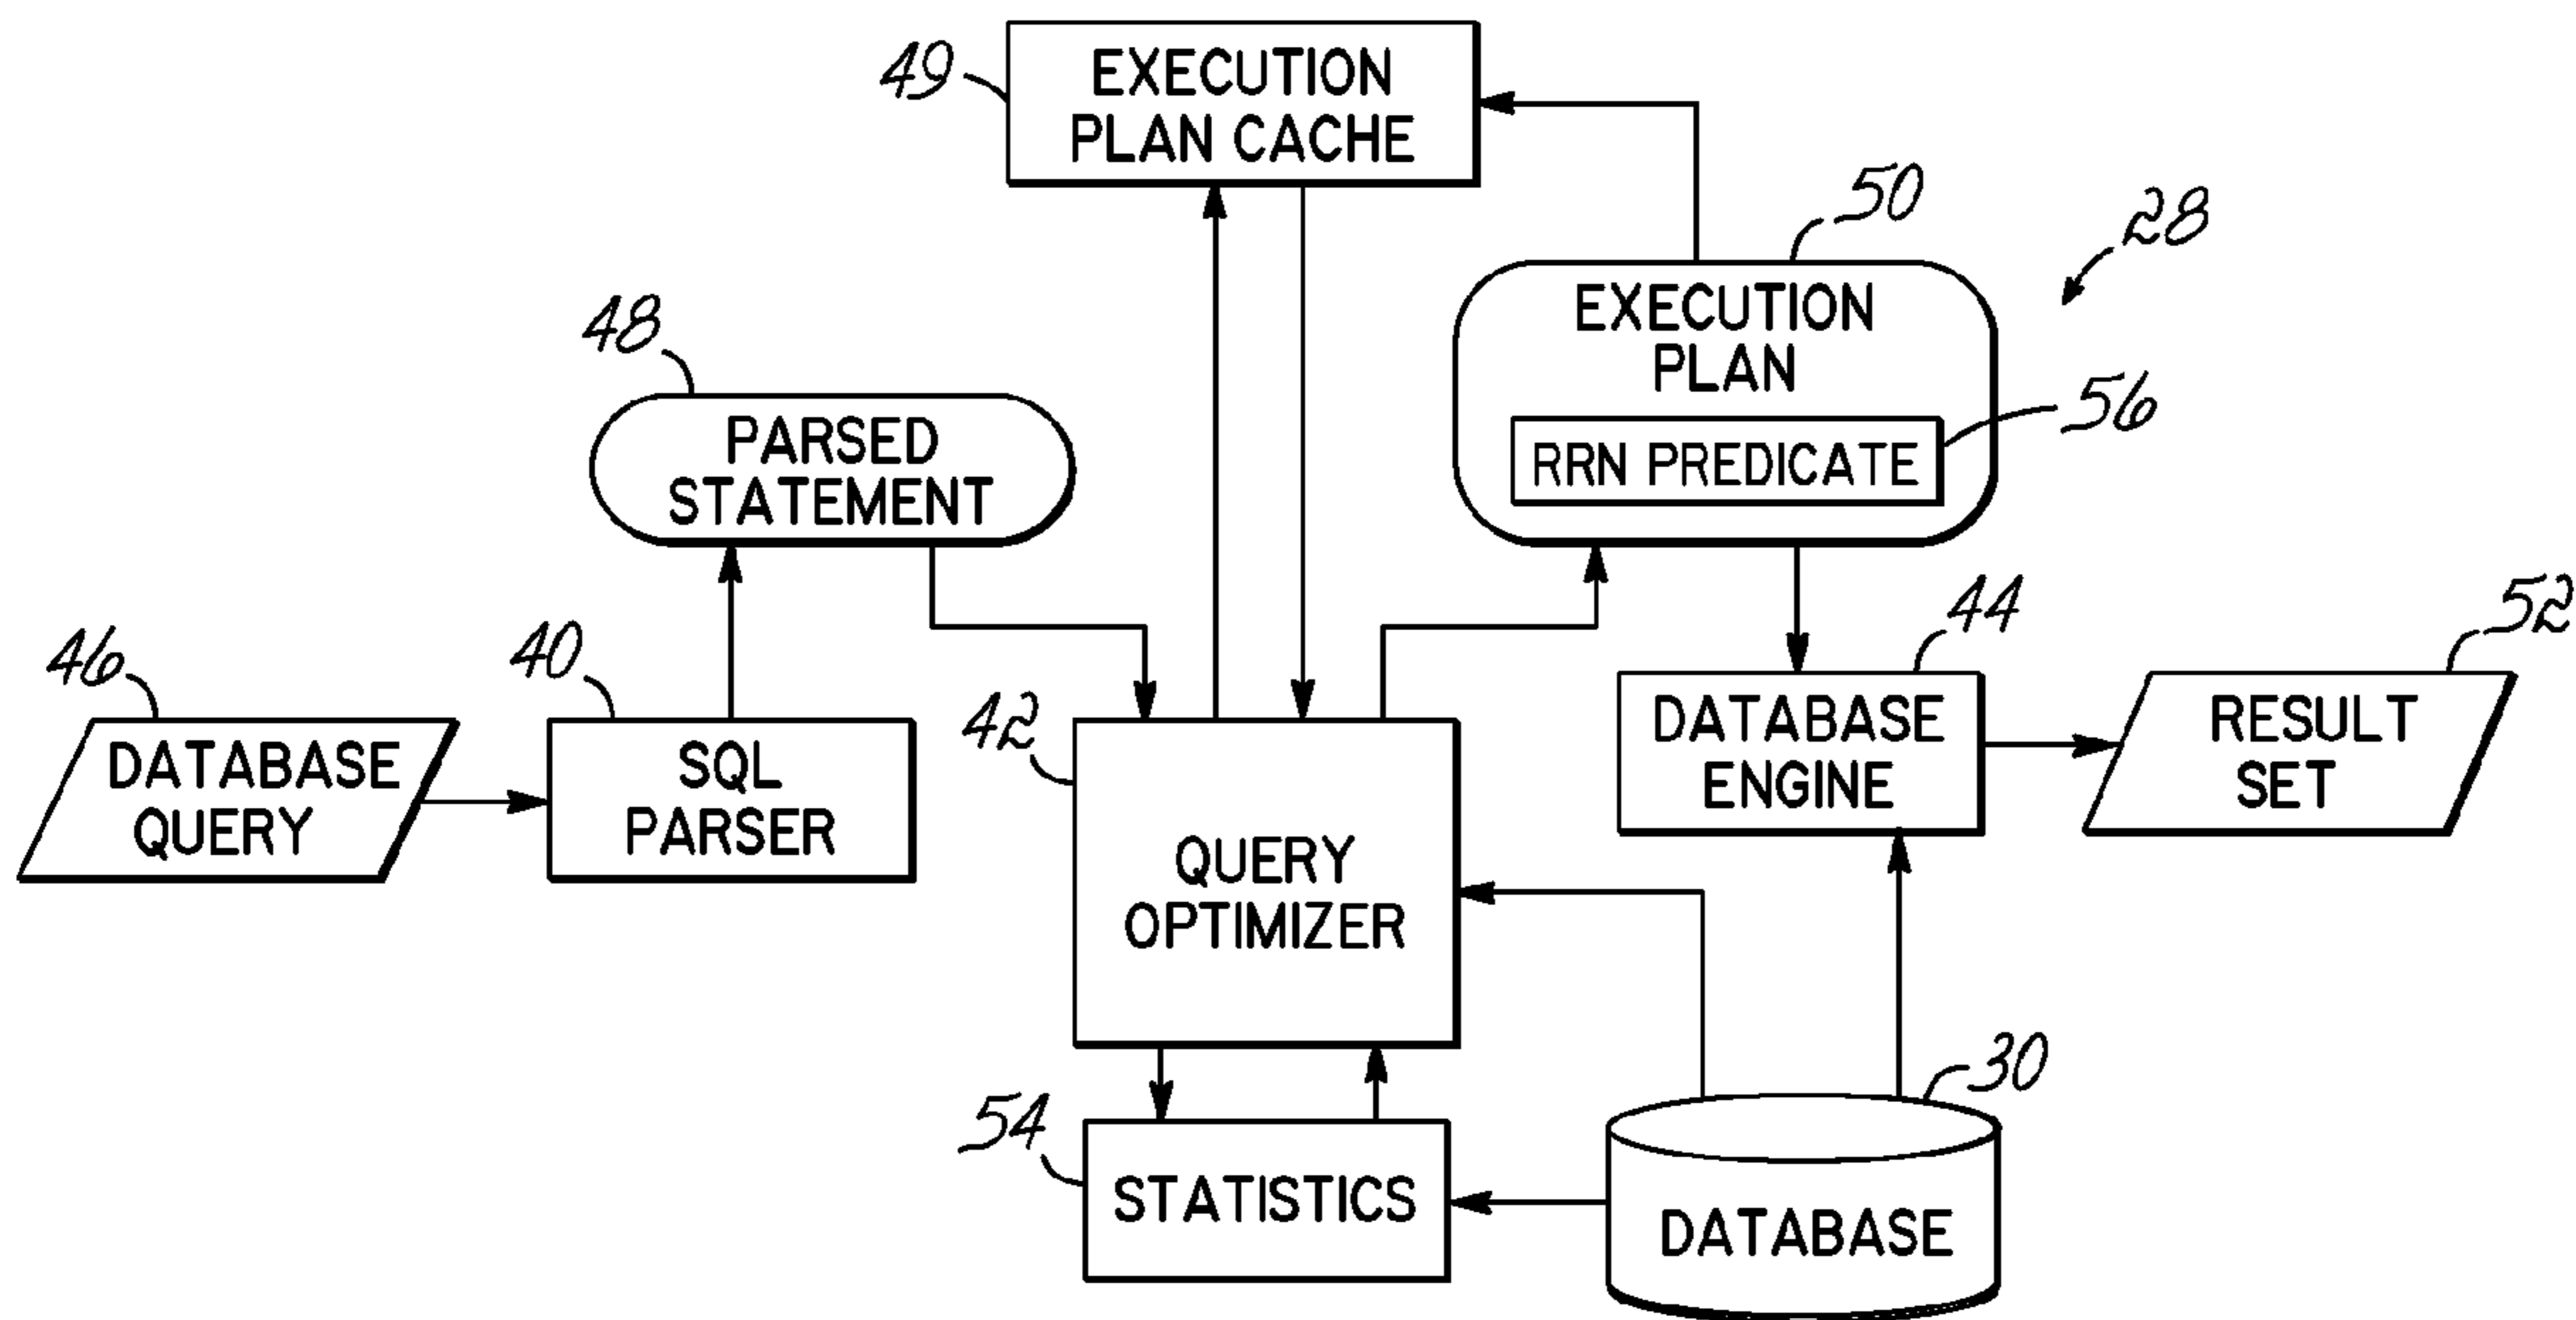 49
EXECUTION
PLAN CACHE
50
28
EXECUTION
PLAN
56
RRN PREDICATE
48
PARSED
STATEMENT
46
DATABASE
QUERY
40
SQL
PARSER
42
QUERY
OPTIMIZER
44
DATABASE
ENGINE
52
RESULT
SET
54
STATISTICS
30
DATABASE